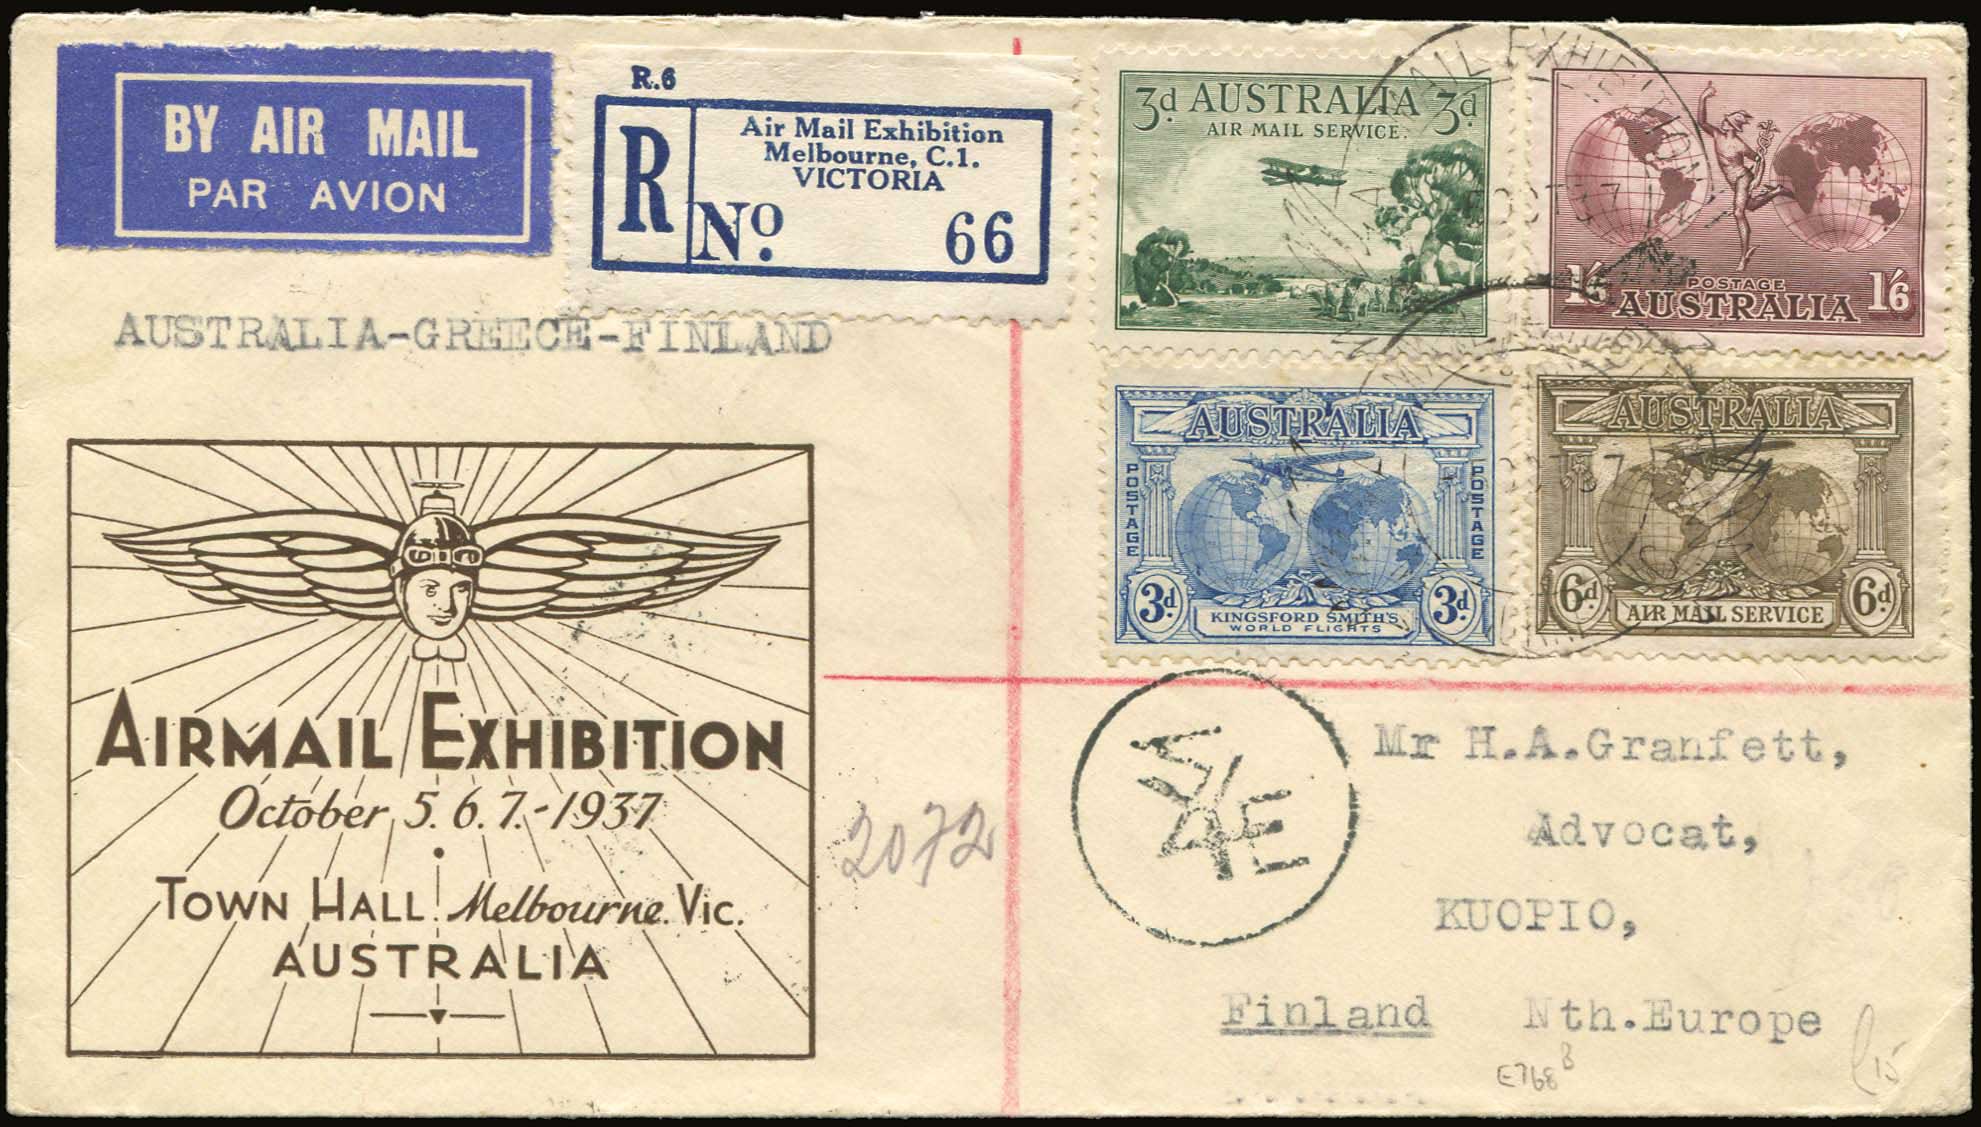 BY AIR MAIL
PAR AVION
R.6
R
Air Mail Exhibition
Melbourne, C.1.
VICTORIA
No. 66
AUSTRALIA-GREECE-FINLAND
3d AUSTRALIA 3d
AIR MAIL SERVICE.
1/6 POSTAGE 1/6
AUSTRALIA
AUSTRALIA
POSTAGE
POSTAGE
3d 3d
KINGSFORD SMITH'S
WORLD FLIGHTS
AUSTRALIA
6d AIR MAIL SERVICE 6d
AIRMAIL EXHIBITION
October 5. 6. 7.-1937
TOWN HALL. Melbourne. Vic.
AUSTRALIA
2072
Mr H.A.Granfett,
Advocat,
KUOPIO,
Finland Nth.Europe
E768 B
15